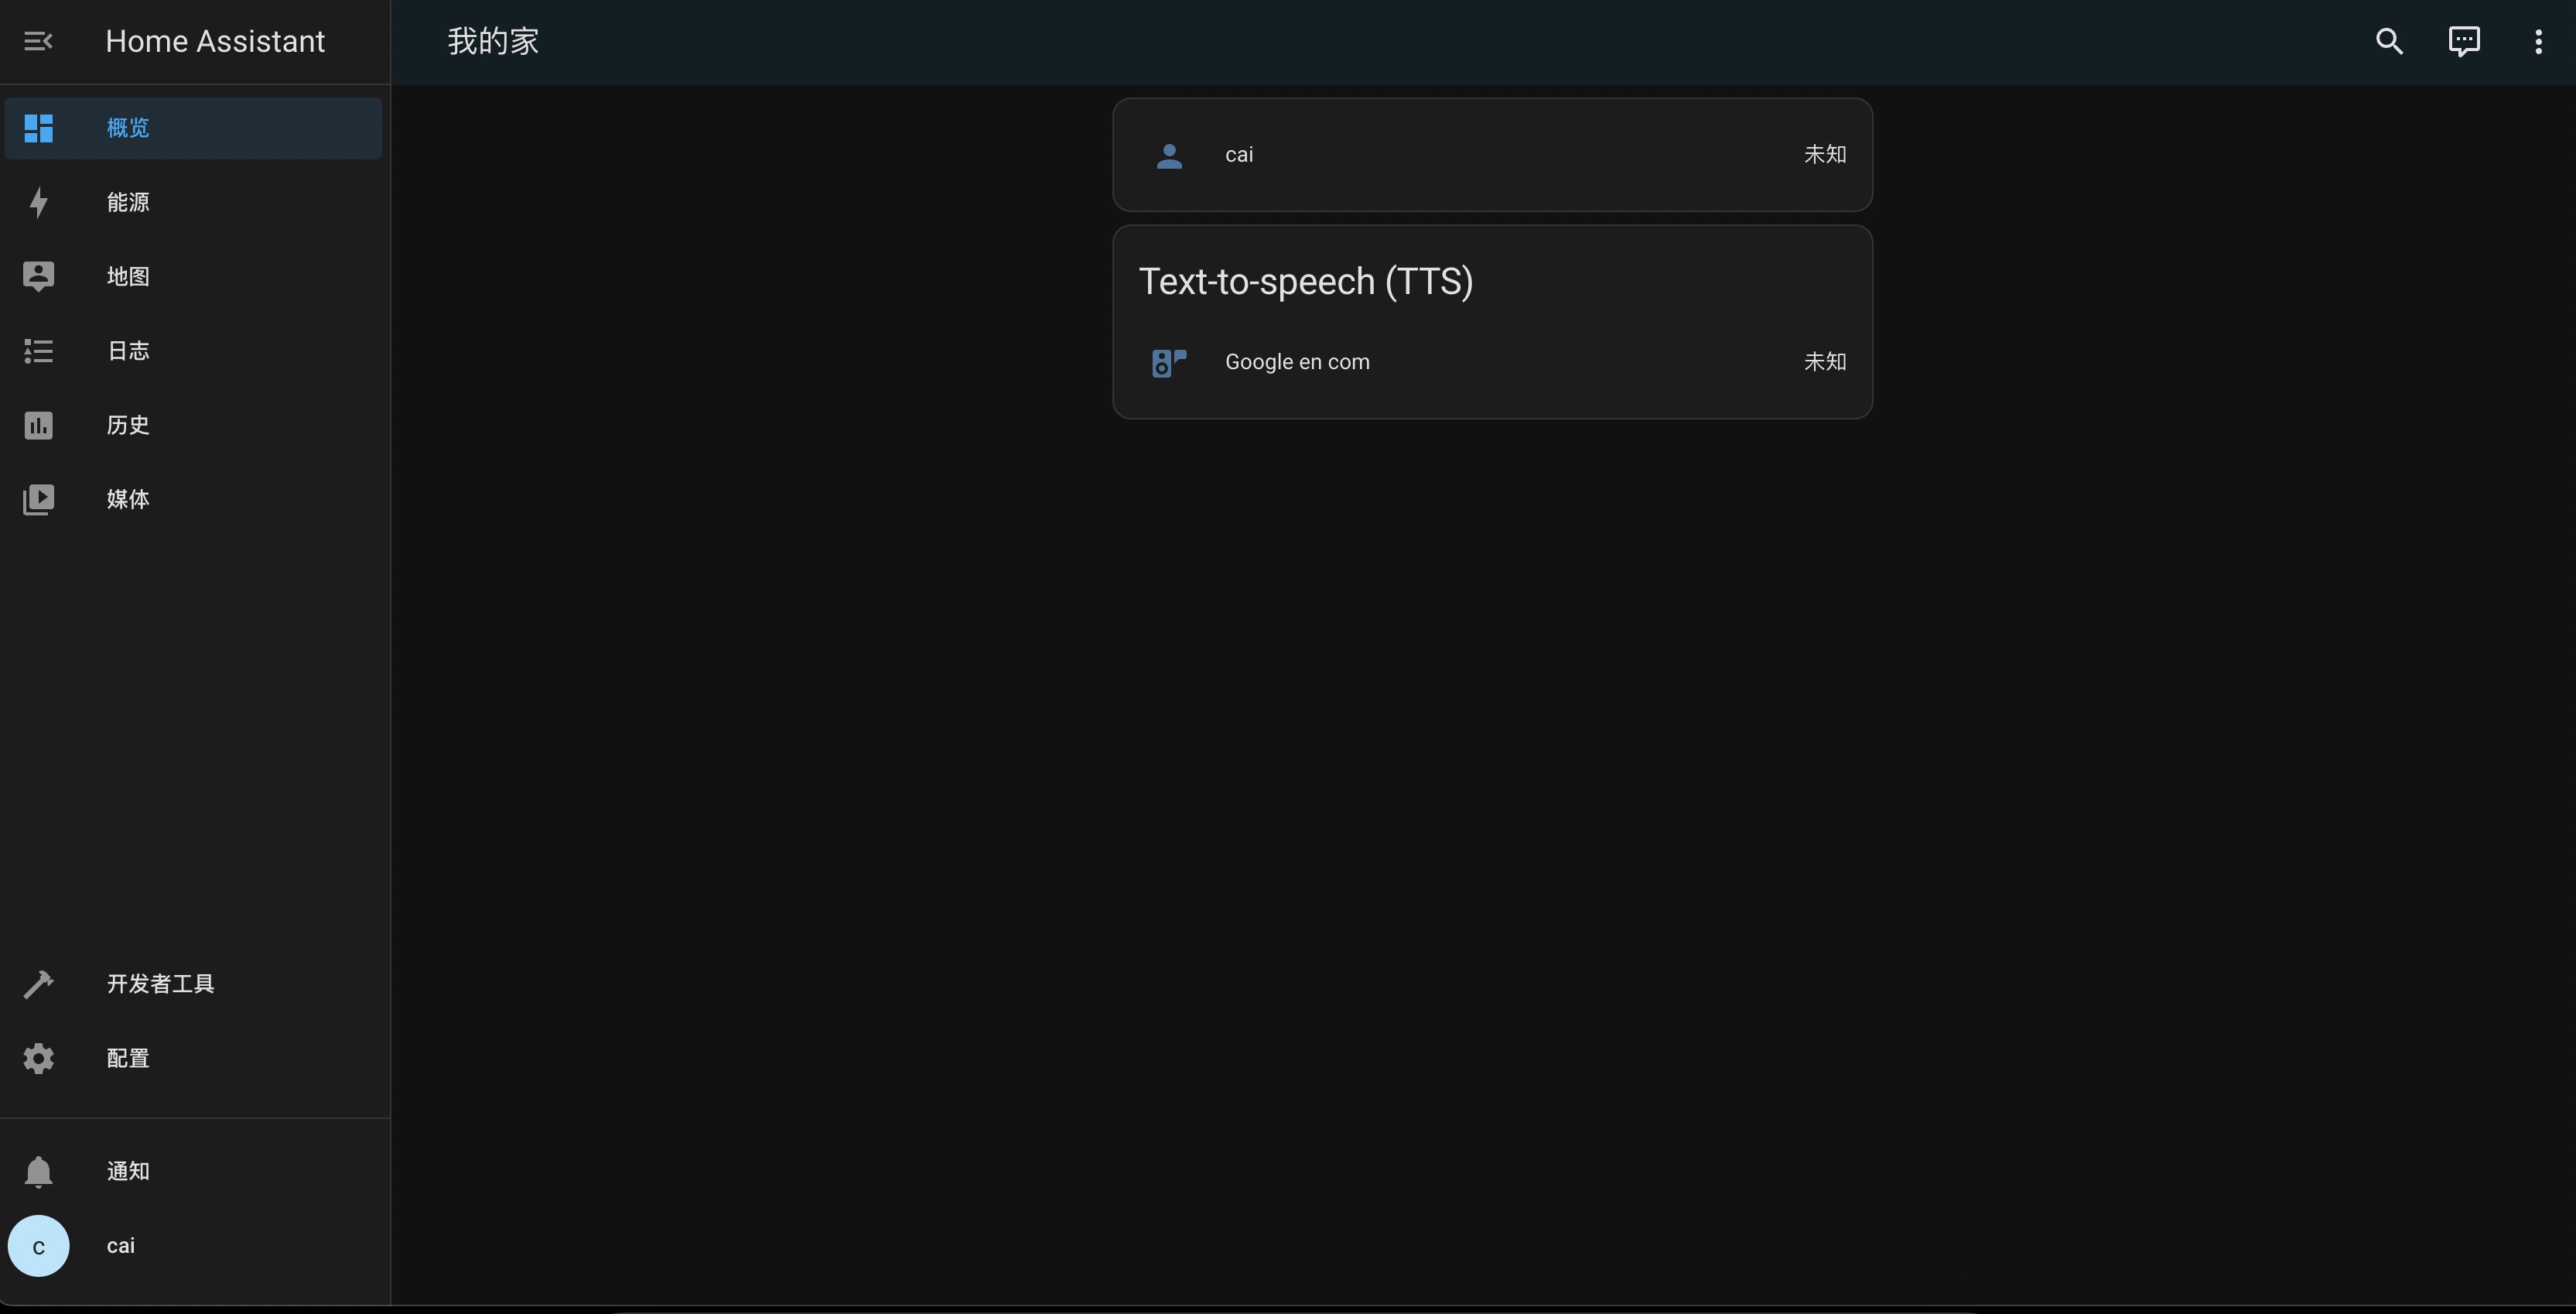 Home Assistant
我的家
概览
能源
地图
日志
历史
媒体
开发者工具
配置
通知
c
cai
cai 未知
Text-to-speech (TTS)
Google en com 未知